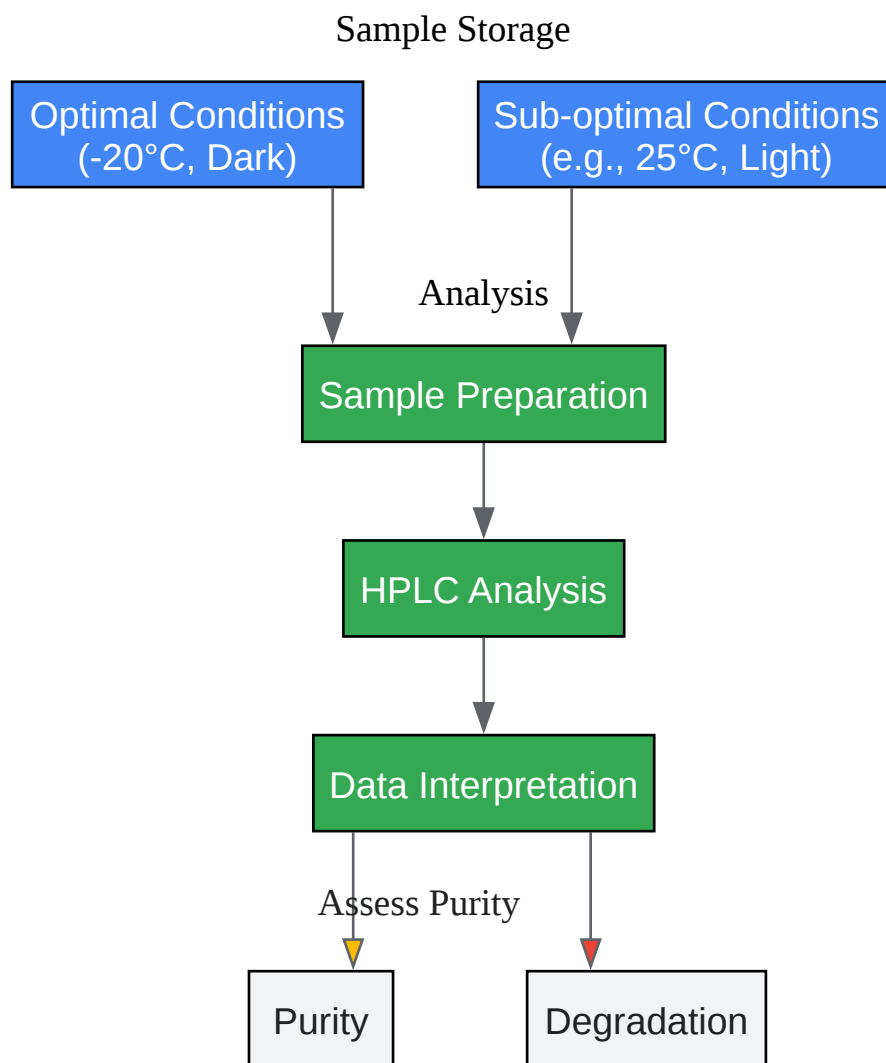 Sample Storage
Optimal Conditions
(-20°C, Dark)
Sub-optimal Conditions
(e.g., 25°C, Light)
Analysis
Sample Preparation
HPLC Analysis
Data Interpretation
Assess Purity
Purity
Degradation